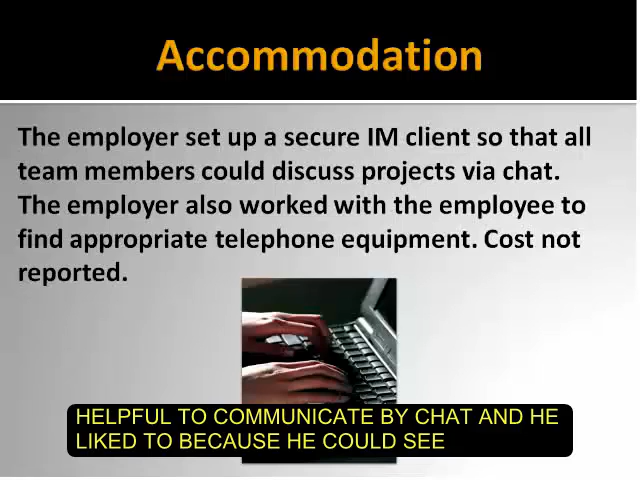 Accommodation
The employer set up a secure IM client so that all
team members could discuss projects via chat.
The employer also worked with the employee to
find appropriate telephone equipment. Cost not
reported.
HELPFUL TO COMMUNICATE BY CHAT AND HE
LIKED TO BECAUSE HE COULD SEE